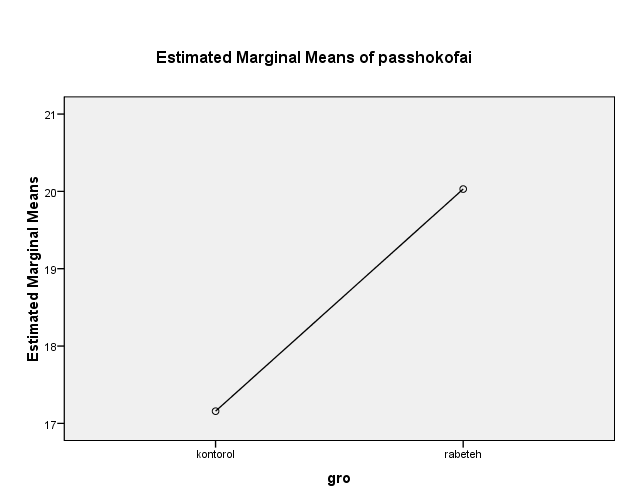 Estimated Marginal Means of passhokofai
Estimated Marginal Means
21
20
19
18
17
kontorol rabeteh
gro